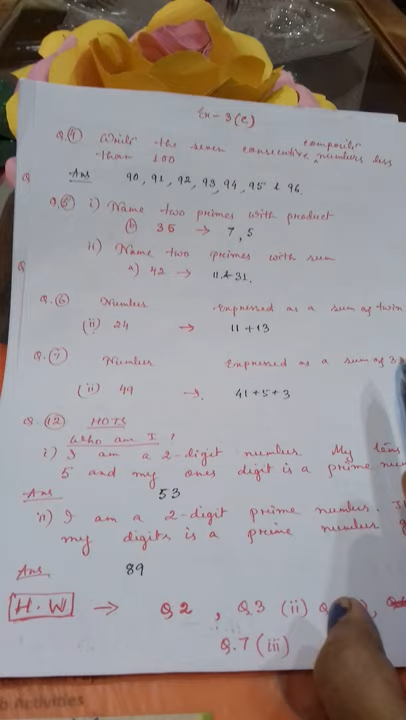 Ex-3(c)
Q.④ Write the seven consecutive composite numbers less
than 100
Ans 90, 91, 92, 93, 94, 95 & 96.
Q.⑤ i) Name two primes with product
b) 35 → 7, 5
ii) Name two primes with sum
a) 42 → 11 & 31.
Q.⑥ Number Expressed as a sum of twin
(ii) 24 → 11 + 13
Q.⑦ Number Expressed as a sum of 3
(ii) 49 → 41+5+3
Q.⑫ HOTS
Who am I?
i) I am a 2-digit number. My tens
5 and my ones digit is a prime num
Ans 53
ii) I am a 2-digit prime number.
my digits is a prime number
Ans 89
H.W → Q2, Q.3 (ii)
Q.7 (iii)
b Activities